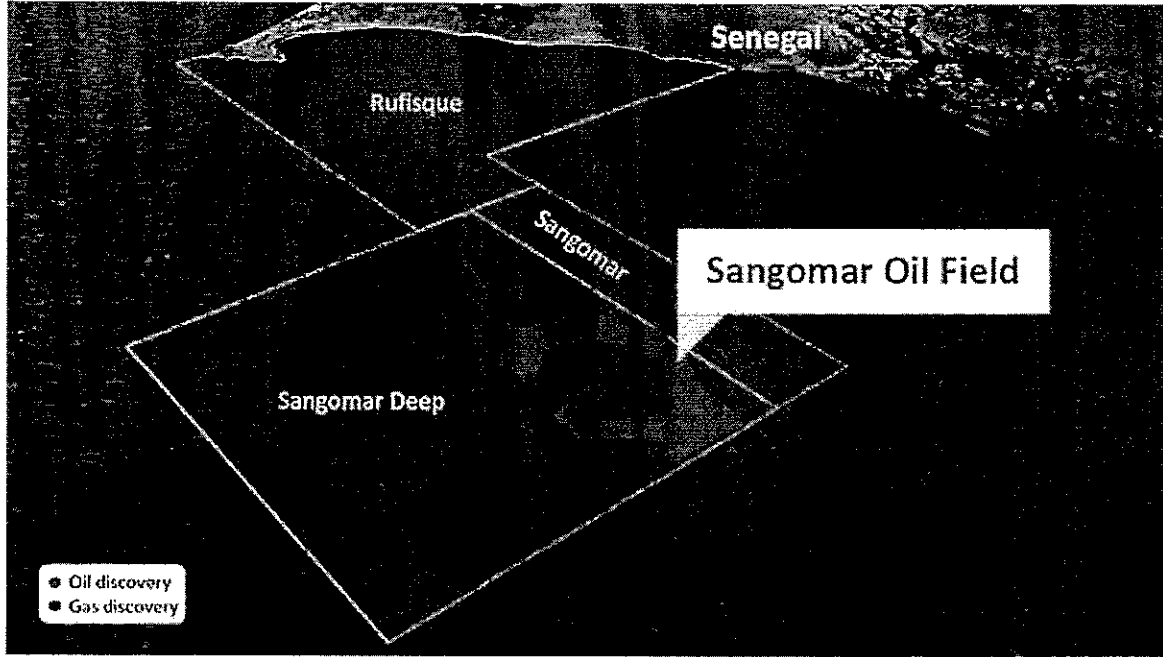 Senegal
Rufisque
Sangomar
Sangomar Oil Field
Sangomar Deep
Oil discovery
Gas discovery